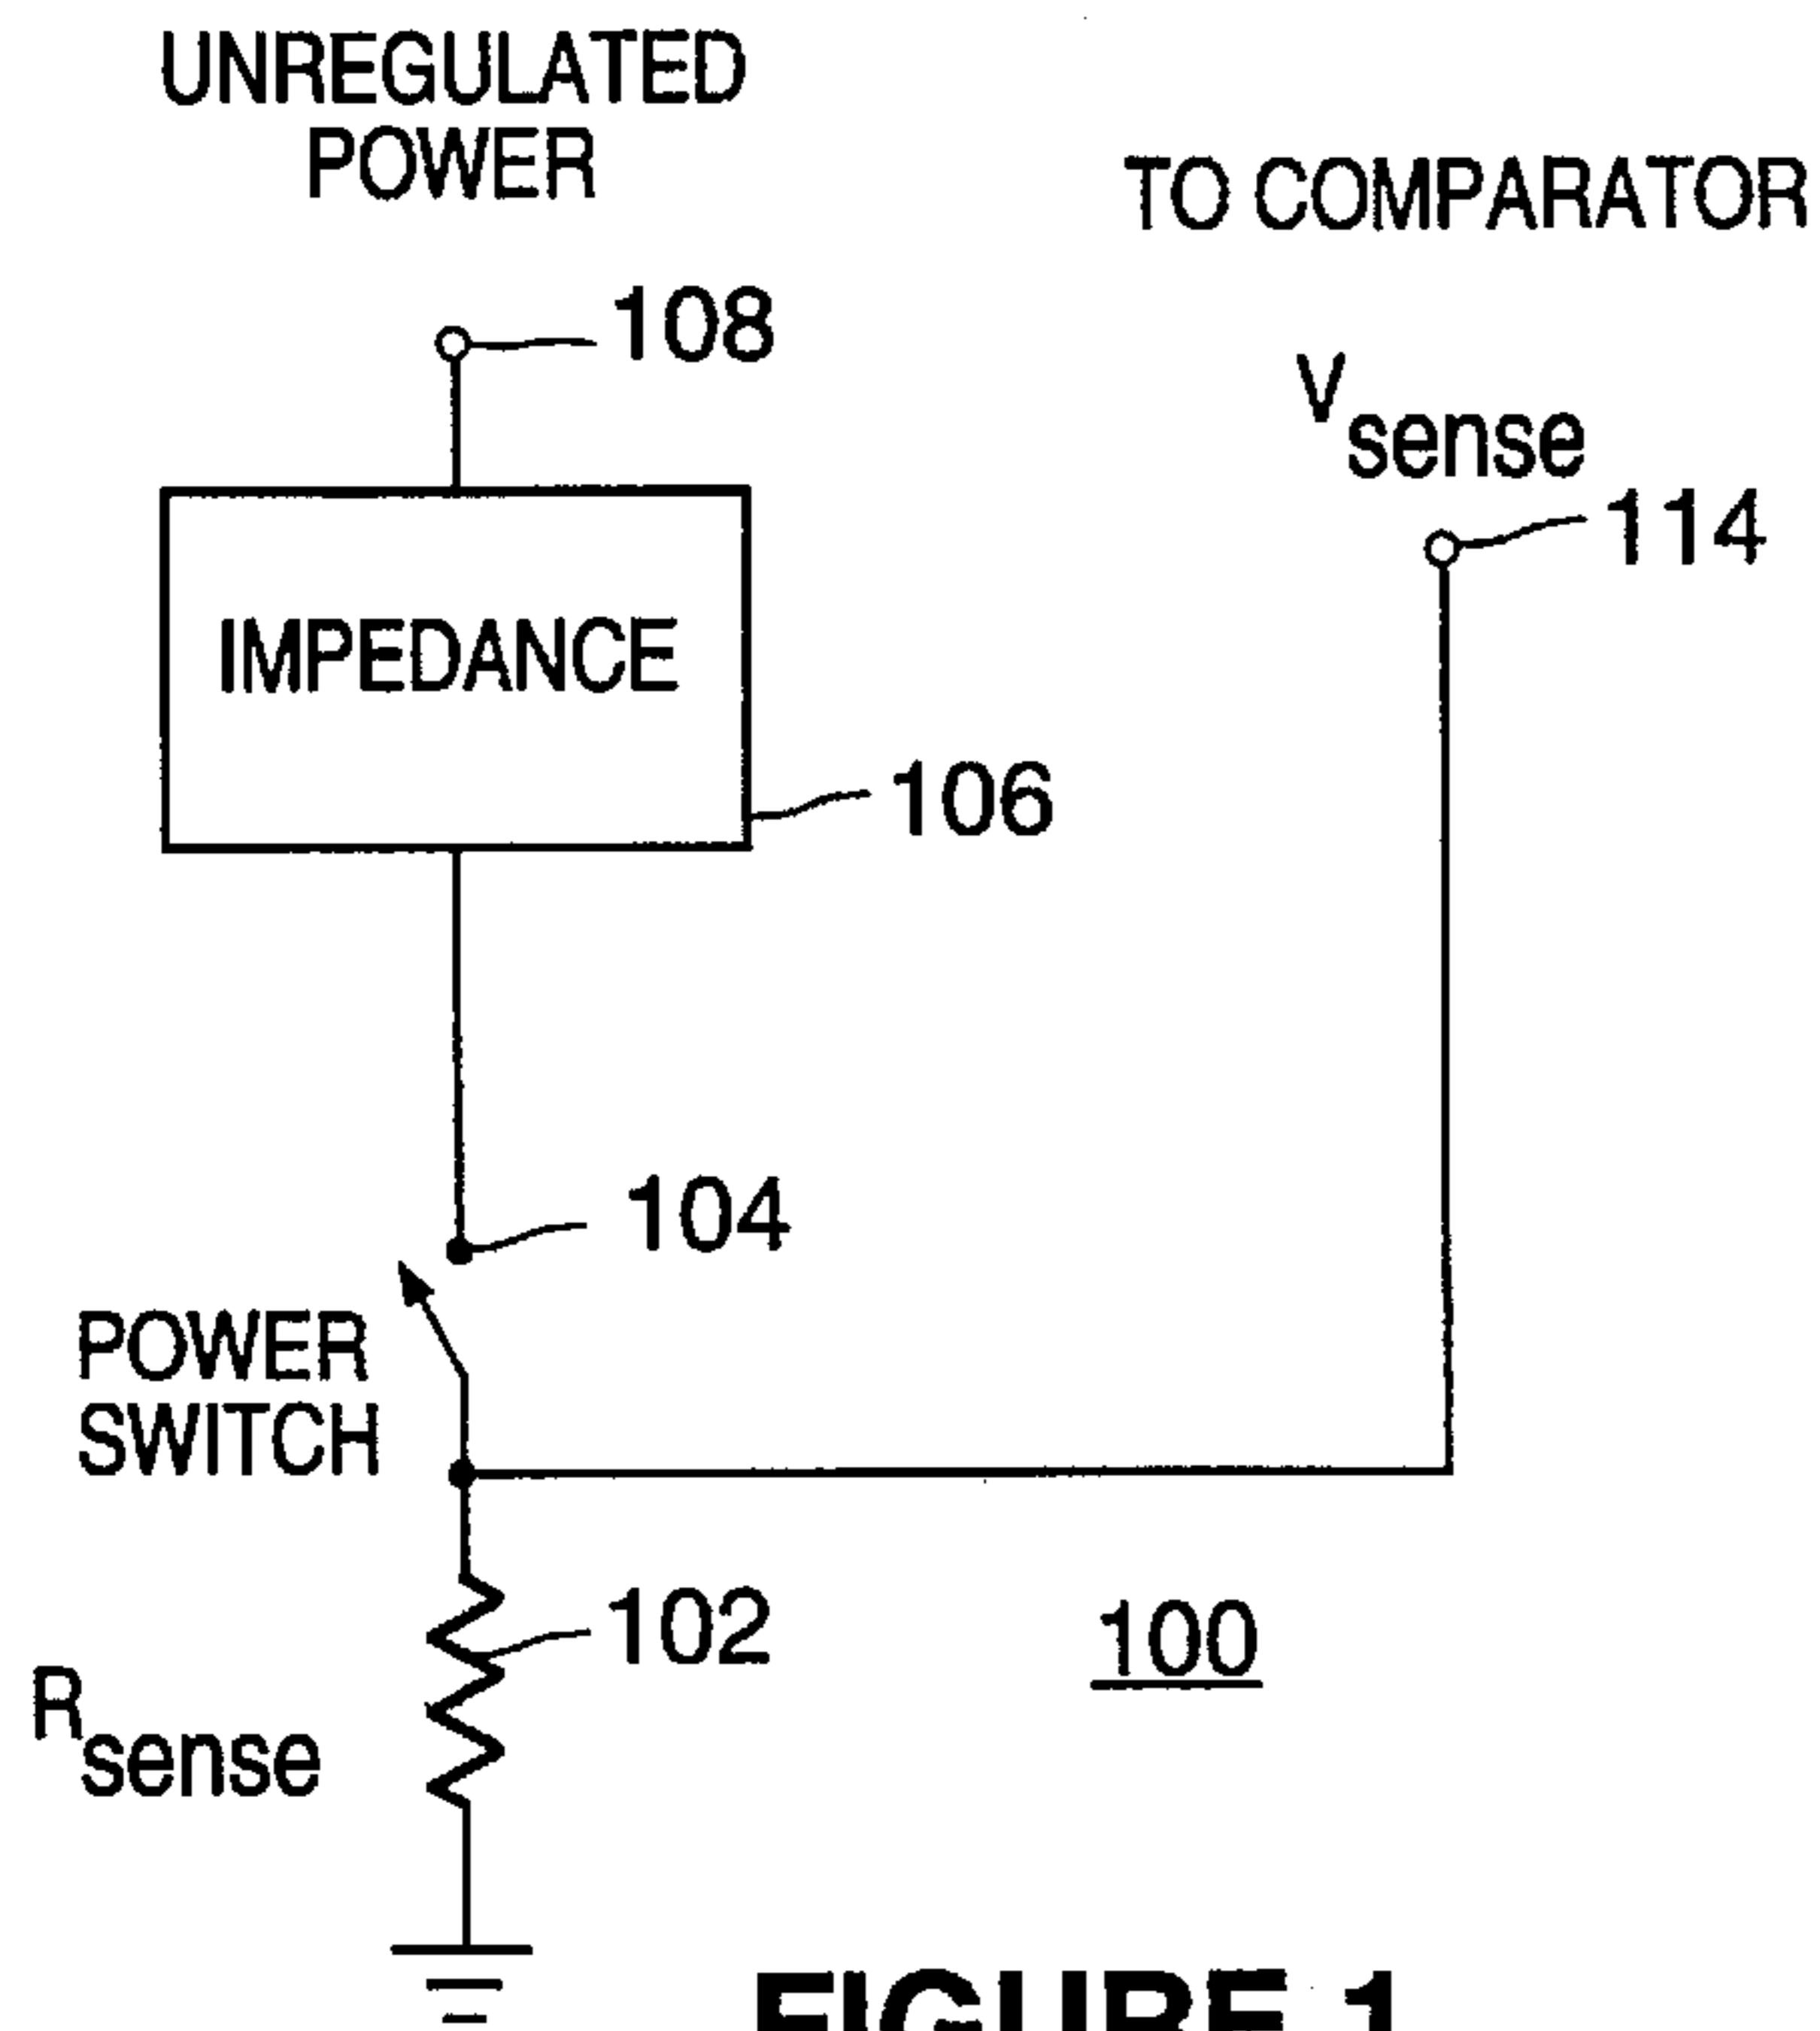 UNREGULATED
POWER
TO COMPARATOR
108
Vsense
114
IMPEDANCE
106
104
POWER
SWITCH
102
100
Rsense
FIGURE 1